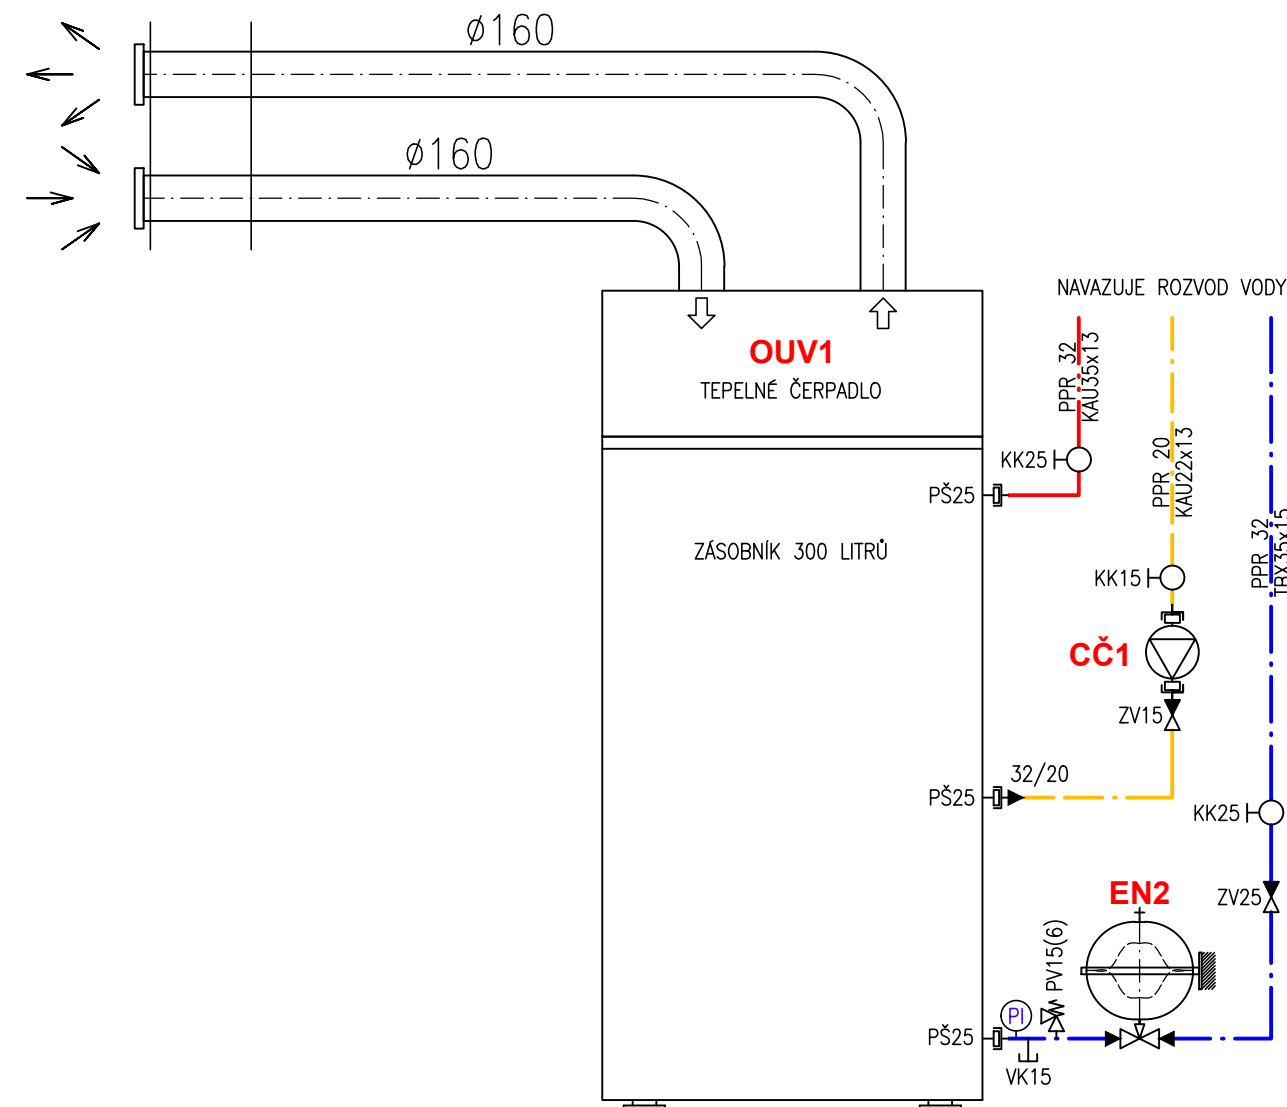 ø160
ø160
NAVAZUJE ROZVOD VODY
OUV1
TEPELNÉ ČERPADLO
PPR 32
KAU35x13
KK25
PPR 20
KAU22x13
PŠ25
PPR 32
TRX35x15
ZÁSOBNÍK 300 LITRŮ
KK15
CČ1
ZV15
32/20
PŠ25
KK25
EN2
ZV25
PV15(6)
PI
PŠ25
VK15